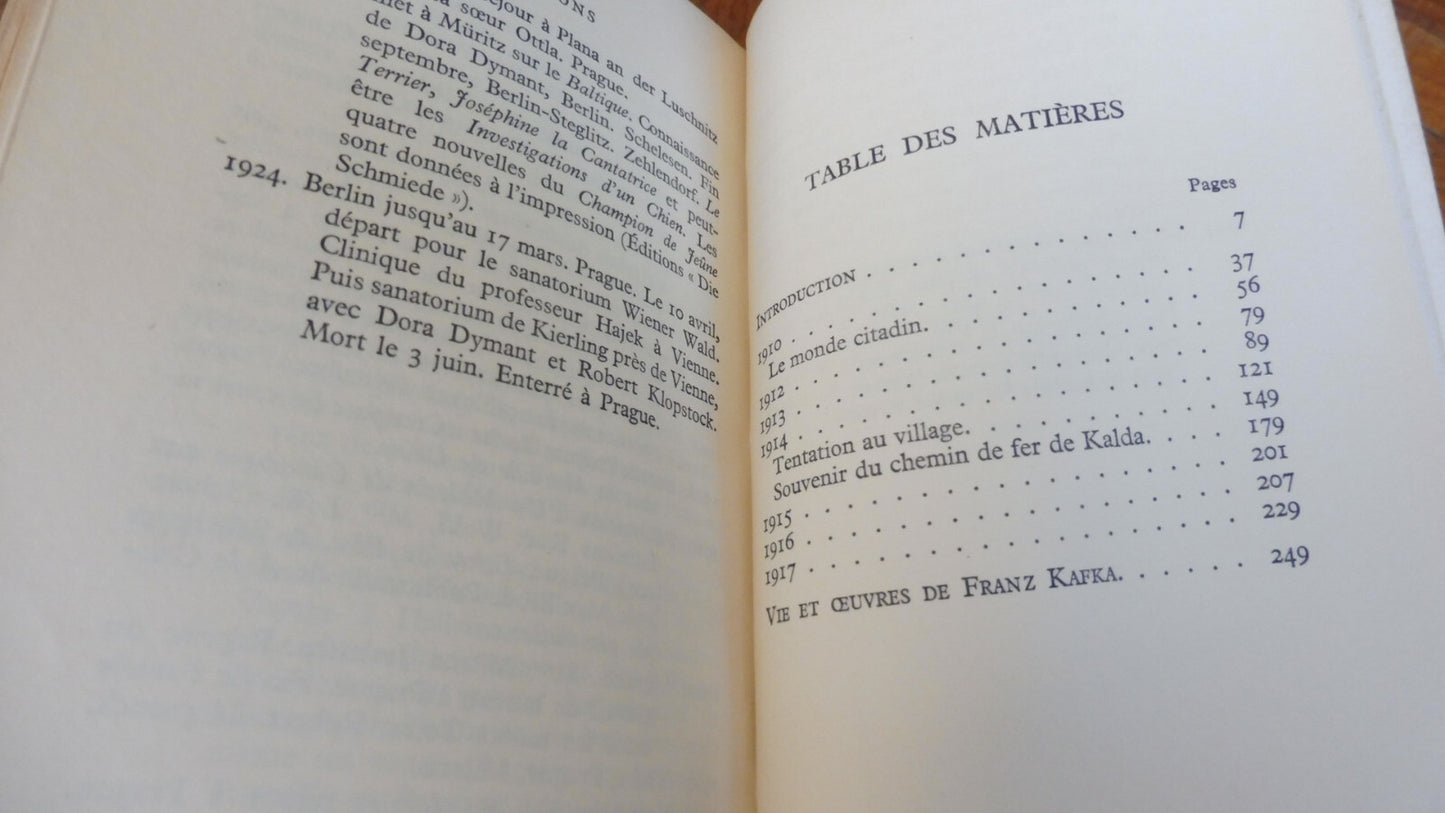 ONS
éjour à Plana an der Luschnitz
sœur Ottla. Prague.
à Müritz sur le Baltique. Connaissance
de Dora Dymant, Berlin. Schelesen. Fin
septembre, Berlin-Steglitz. Zehlendorf. Le
Terrier, Joséphine la Cantatrice et peut-
être les Investigations d'un Chien. Les
quatre nouvelles du Champion de Jeûne
sont données à l'impression (Éditions « Die
Schmiede »).
1924. Berlin jusqu'au 17 mars. Prague. Le 10 avril,
départ pour le sanatorium Wiener Wald.
Clinique du professeur Hajek à Vienne.
Puis sanatorium de Kierling près de Vienne,
avec Dora Dymant et Robert Klopstock.
Mort le 3 juin. Enterré à Prague.
TABLE DES MATIÈRES
Pages
INTRODUCTION . . . . . . . . . . . . 7
1910 . . . . . . . . . . . . . . . 37
Le monde citadin. . . . . . . . . . 56
1912 . . . . . . . . . . . . . . . 79
1913 . . . . . . . . . . . . . . . 89
1914 . . . . . . . . . . . . . . . 121
Tentation au village. . . . . . . . . 149
Souvenir du chemin de fer de Kalda. . . . 179
1915 . . . . . . . . . . . . . . . 201
1916 . . . . . . . . . . . . . . . 207
1917 . . . . . . . . . . . . . . . 229
VIE ET ŒUVRES DE FRANZ KAFKA. . . . . . 249